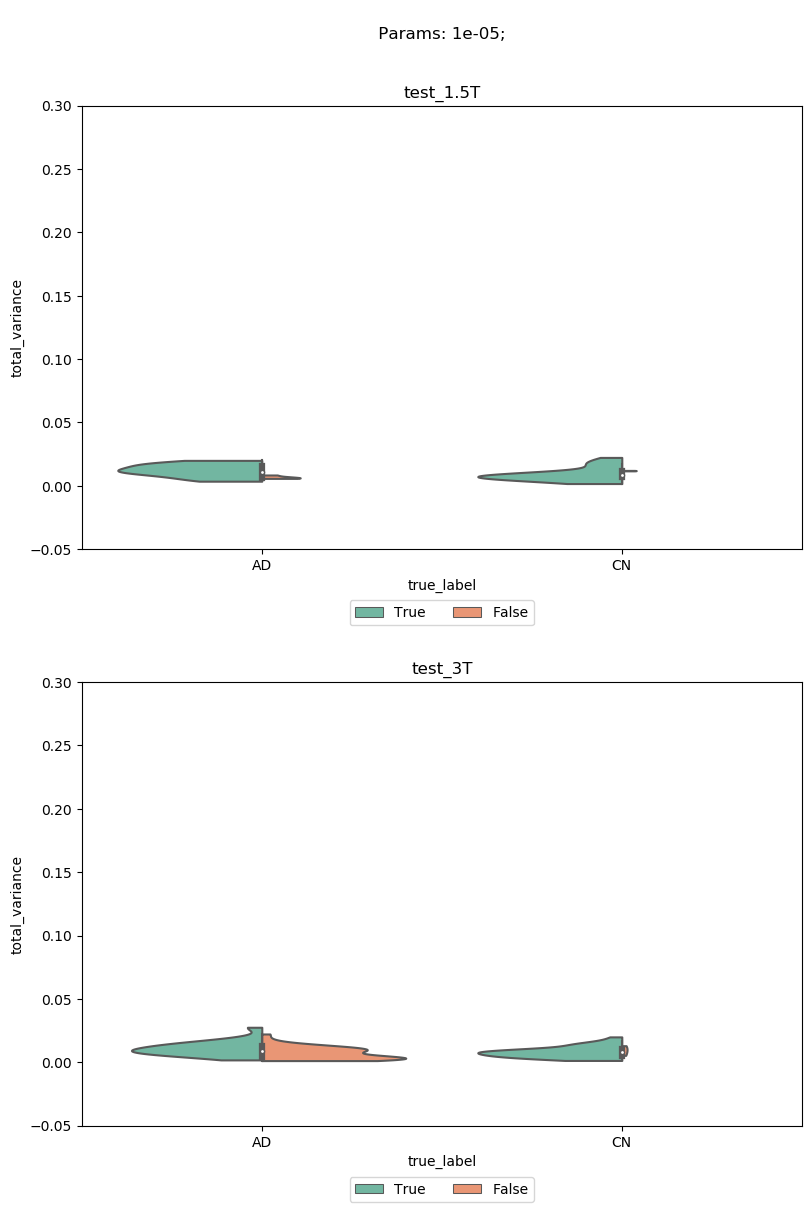 Params: 1e-05;
test_1.5T
0.30
0.25
0.20
0.15
0.10
0.05
0.00
−0.05
total_variance
AD CN
true_label
True False
test_3T
0.30
0.25
0.20
0.15
0.10
0.05
0.00
−0.05
total_variance
AD CN
true_label
True False